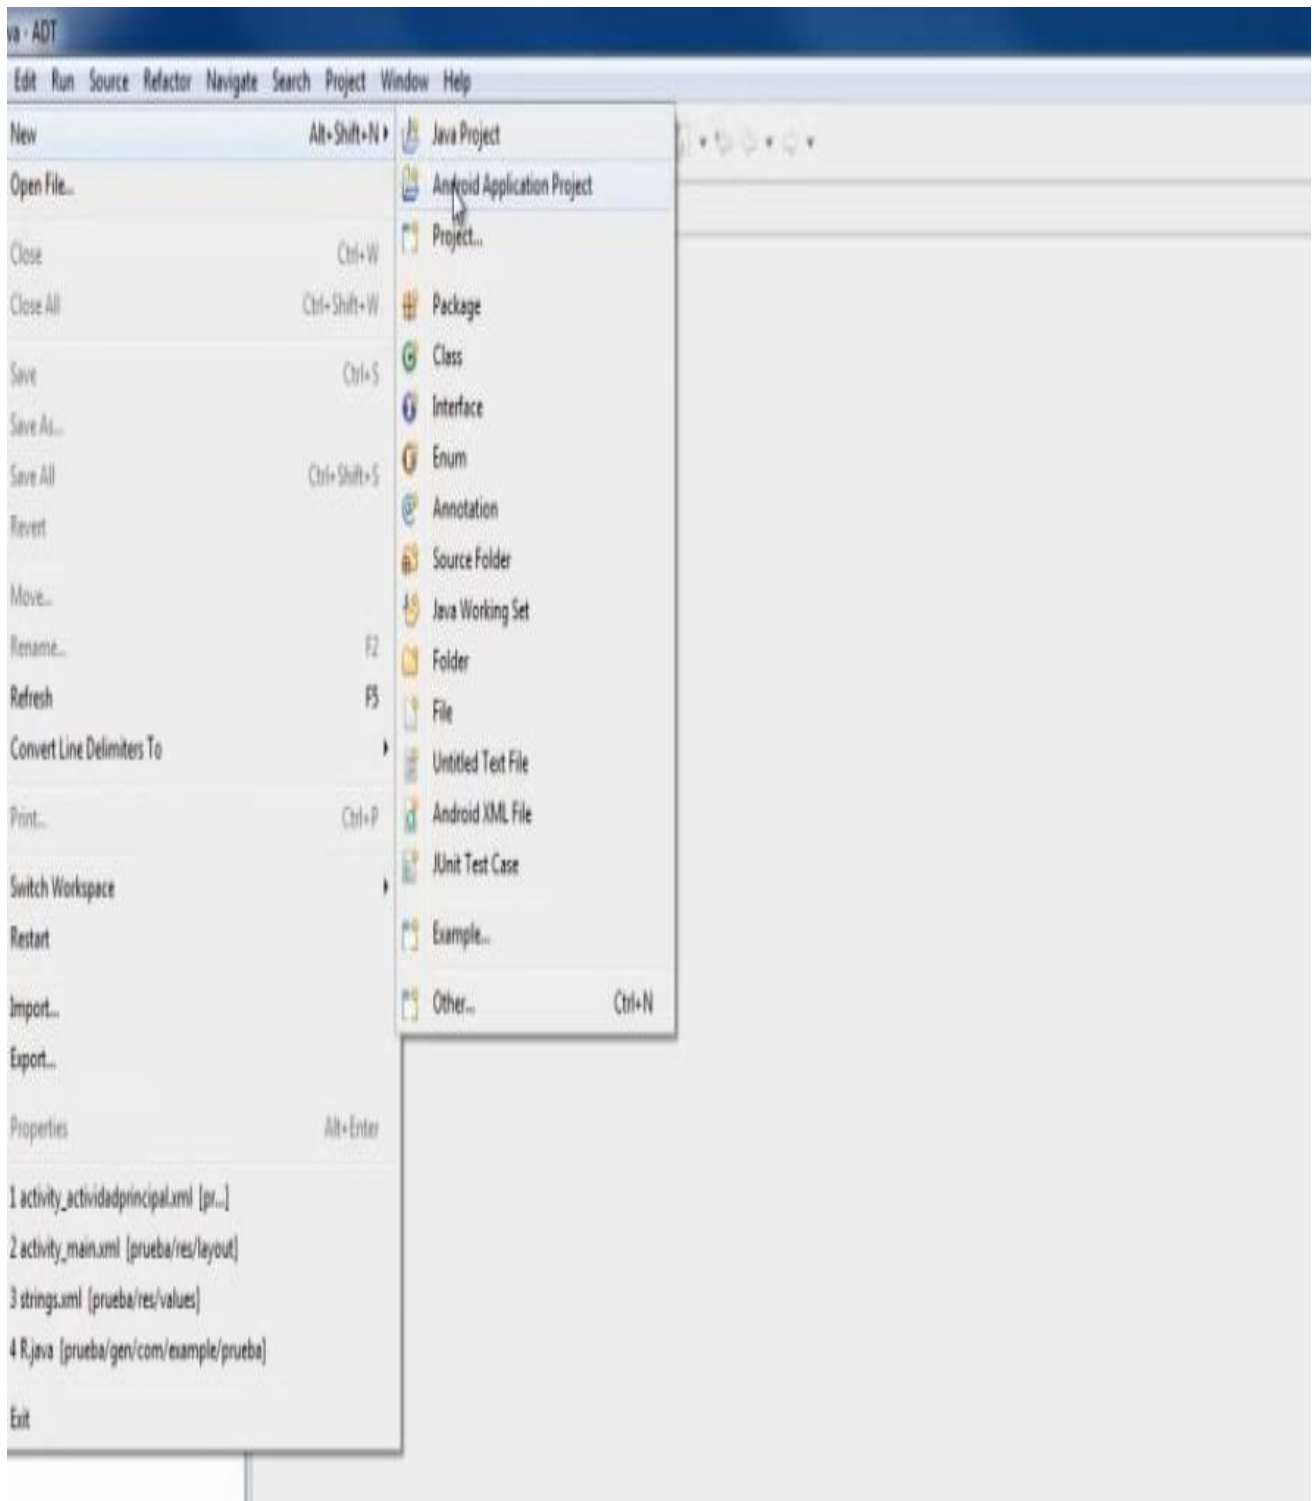 va - ADT
Edit Run Source Refactor Navigate Search Project Window Help
New Alt+Shift+N
Open File...
Close Ctrl+W
Close All Ctrl+Shift+W
Save Ctrl+S
Save As...
Save All Ctrl+Shift+S
Revert
Move...
Rename... F2
Refresh F5
Convert Line Delimiters To
Print... Ctrl+P
Switch Workspace
Restart
Import...
Export...
Properties Alt+Enter
1 activity_actividadprincipal.xml [pr...]
2 activity_main.xml [prueba/res/layout]
3 strings.xml [prueba/res/values]
4 R.java [prueba/gen/com/example/prueba]
Exit
Java Project
Android Application Project
Project...
Package
Class
Interface
Enum
Annotation
Source Folder
Java Working Set
Folder
File
Untitled Text File
Android XML File
JUnit Test Case
Example...
Other... Ctrl+N